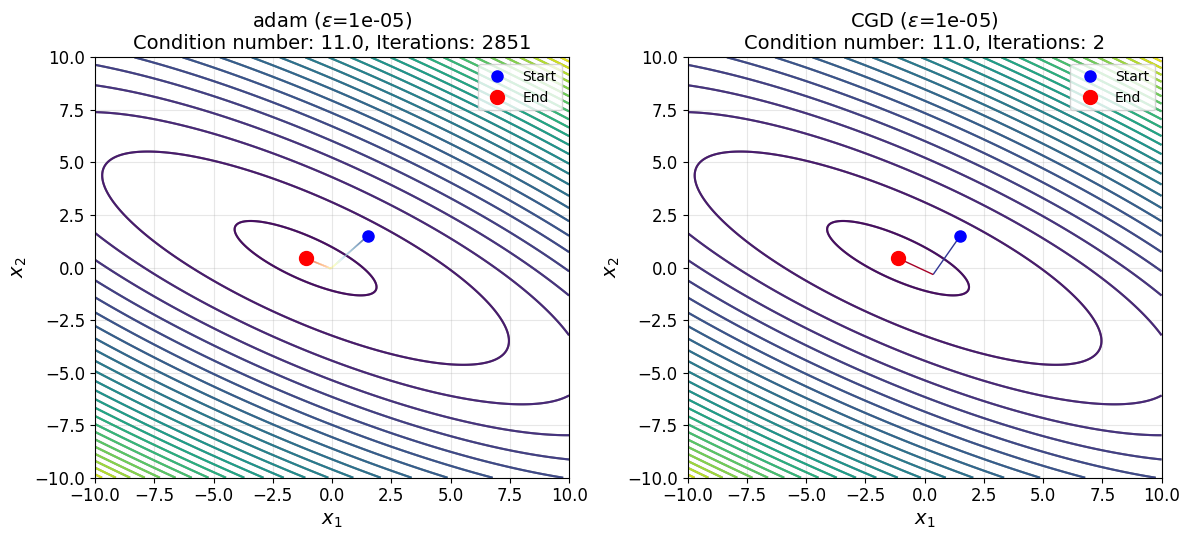 adam (ε=1e-05)
Condition number: 11.0, Iterations: 2851
Start
End
10.0
7.5
5.0
2.5
0.0
−2.5
−5.0
−7.5
−10.0
x₂
−10.0 −7.5 −5.0 −2.5 0.0 2.5 5.0 7.5 10.0
x₁
CGD (ε=1e-05)
Condition number: 11.0, Iterations: 2
Start
End
10.0
7.5
5.0
2.5
0.0
−2.5
−5.0
−7.5
−10.0
x₂
−10.0 −7.5 −5.0 −2.5 0.0 2.5 5.0 7.5 10.0
x₁